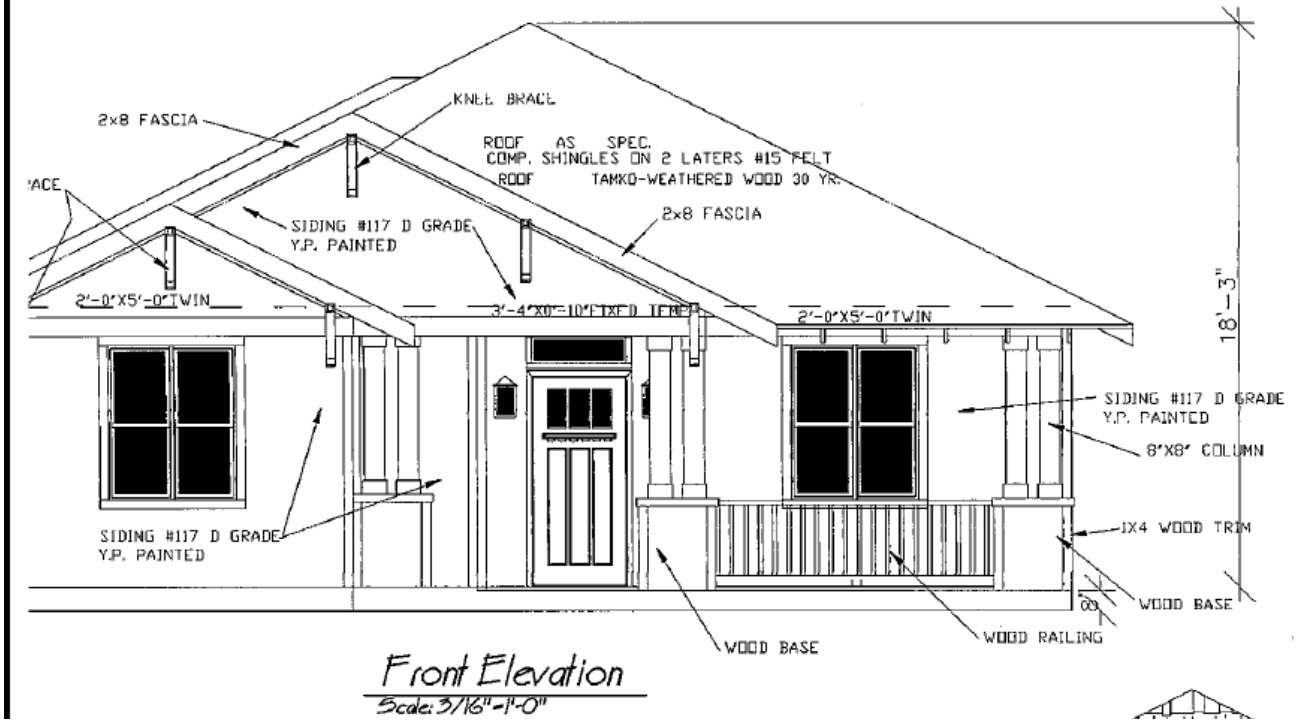 KNEE BRACE
2x8 FASCIA
ROOF AS SPEC.
COMP. SHINGLES ON 2 LATERS #15 FELT
ROOF TAMKO-WEATHERED WOOD 30 YR.
ACE
2x8 FASCIA
SIDING #117 D GRADE
Y.P. PAINTED
18'-3"
2'-0"X5'-0"TWIN
3'-4"X0'-10"FIXED TEMP
2'-0"X5'-0"TWIN
SIDING #117 D GRADE
Y.P. PAINTED
8"X8" COLUMN
SIDING #117 D GRADE
Y.P. PAINTED
1X4 WOOD TRIM
8"
WOOD BASE
WOOD RAILING
WOOD BASE
Front Elevation
Scale: 3/16"=1'-0"